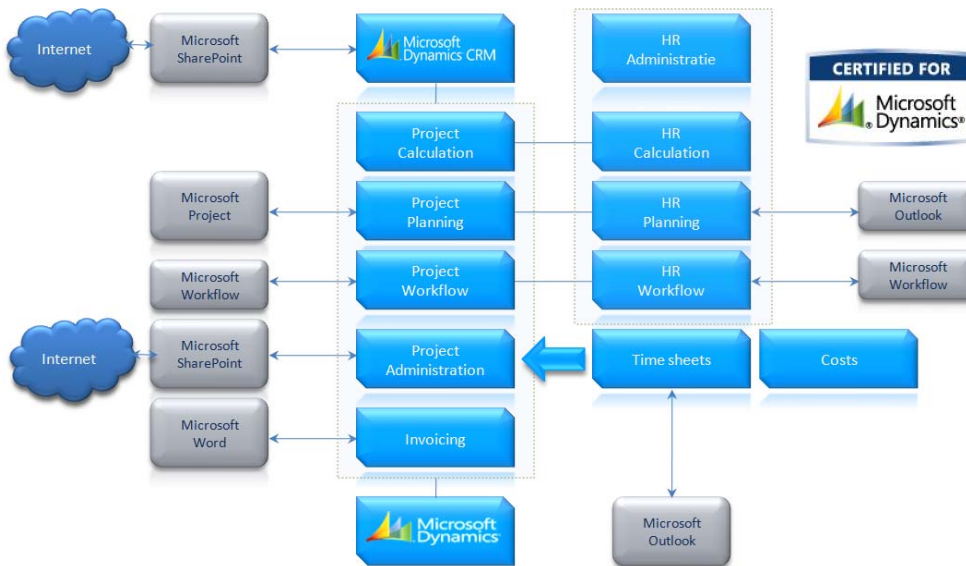 Internet
Microsoft
SharePoint
Microsoft
Dynamics CRM
HR
Administratie
CERTIFIED FOR
Microsoft
Dynamics®
Project
Calculation
HR
Calculation
Microsoft
Project
Project
Planning
HR
Planning
Microsoft
Outlook
Microsoft
Workflow
Project
Workflow
HR
Workflow
Microsoft
Workflow
Internet
Microsoft
SharePoint
Project
Administration
Time sheets
Costs
Microsoft
Word
Invoicing
Microsoft
Dynamics
Microsoft
Outlook